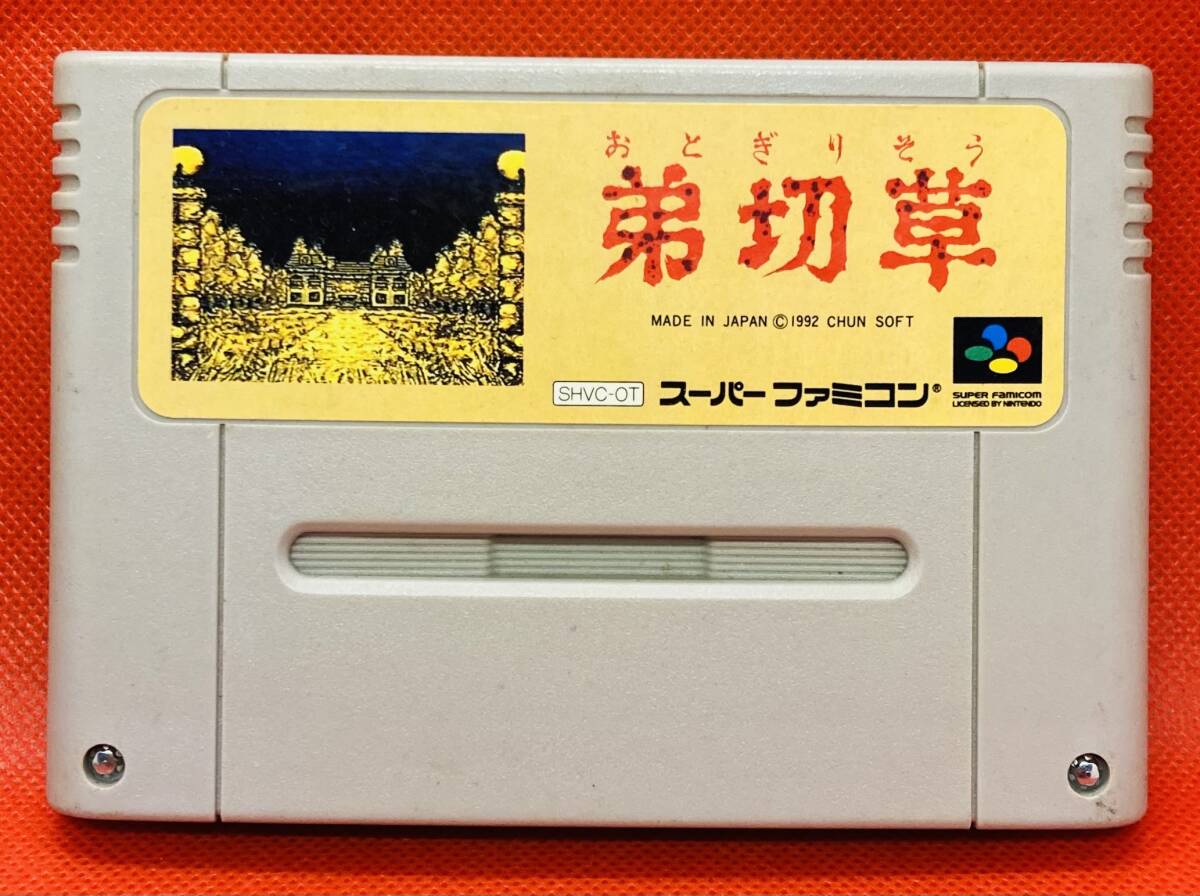 おとぎりそう
弟切草
MADE IN JAPAN ©1992 CHUN SOFT
SHVC-OT スーパーファミコン®
SUPER FAMICOM
LICENSED BY NINTENDO